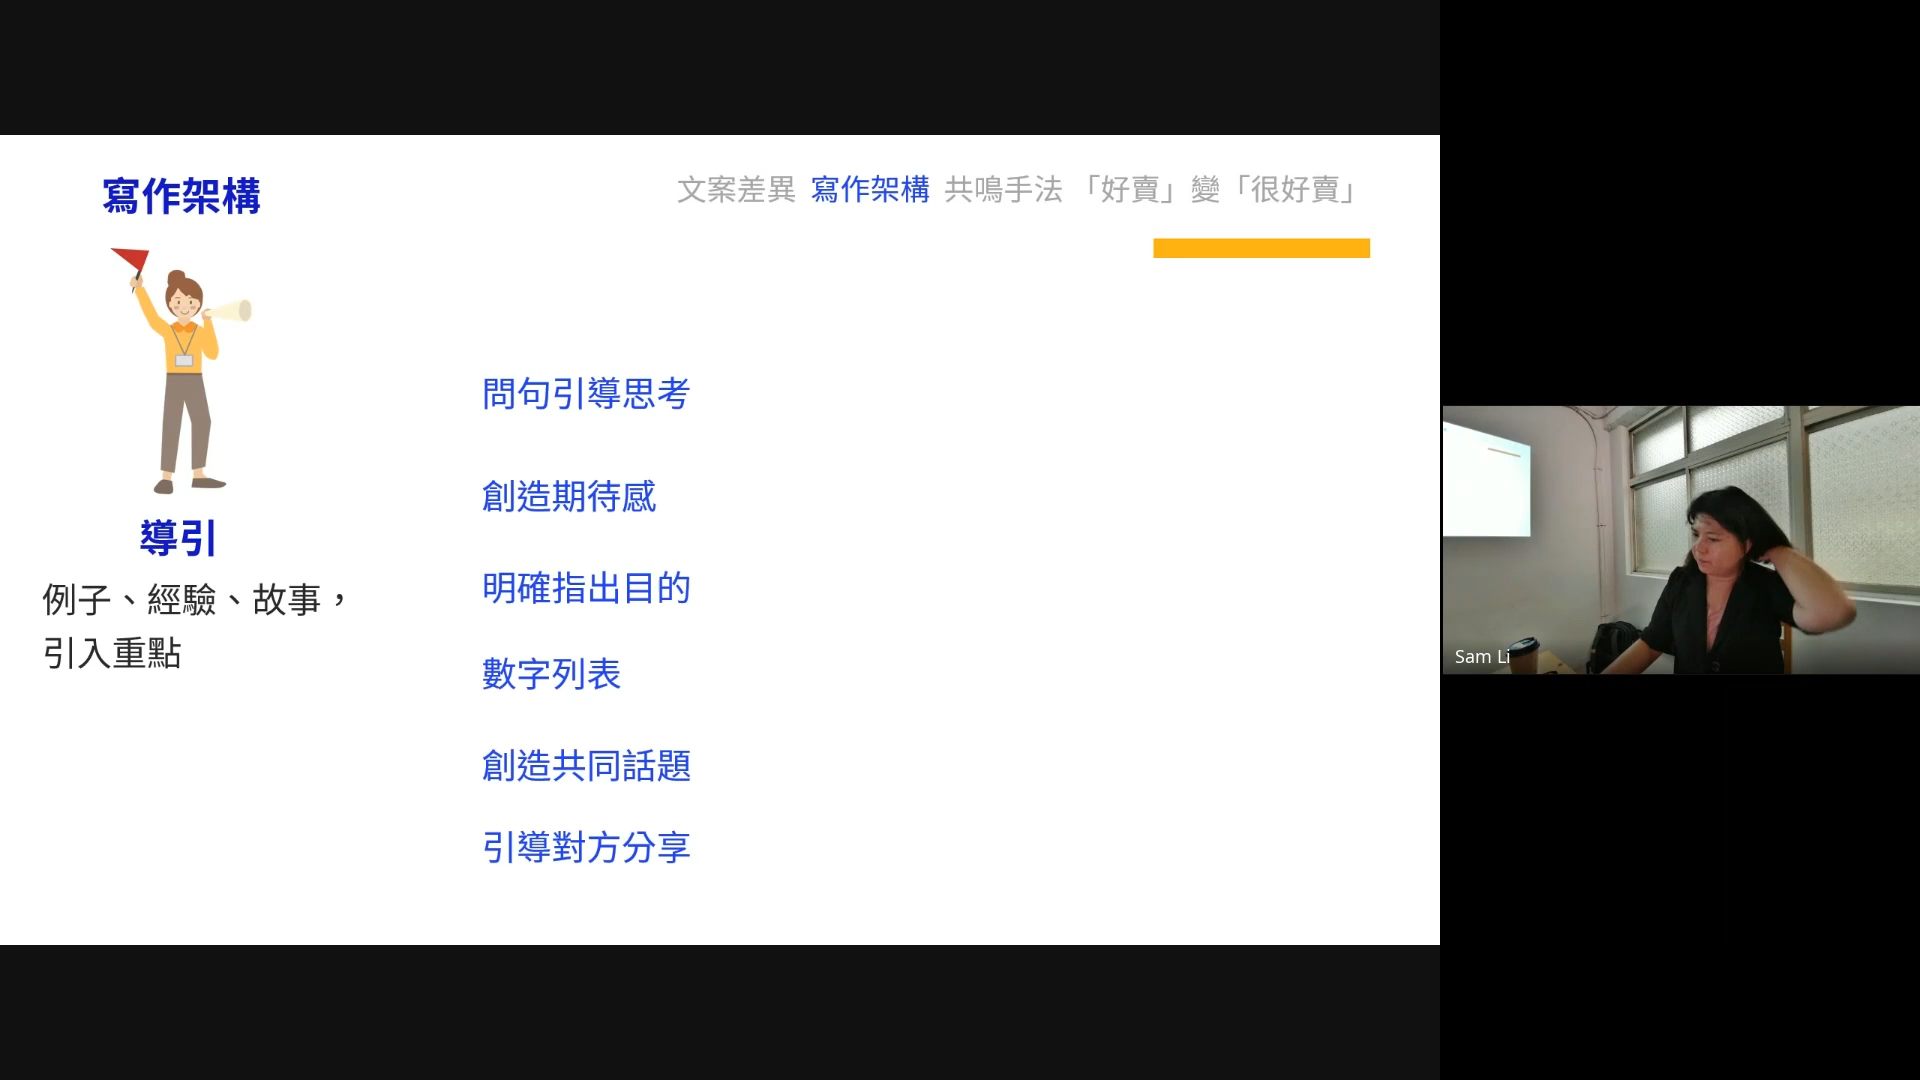 寫作架構
文案差異 寫作架構 共鳴手法 「好賣」變「很好賣」
導引
例子、經驗、故事，
引入重點
問句引導思考
創造期待感
明確指出目的
數字列表
創造共同話題
引導對方分享
Sam Li